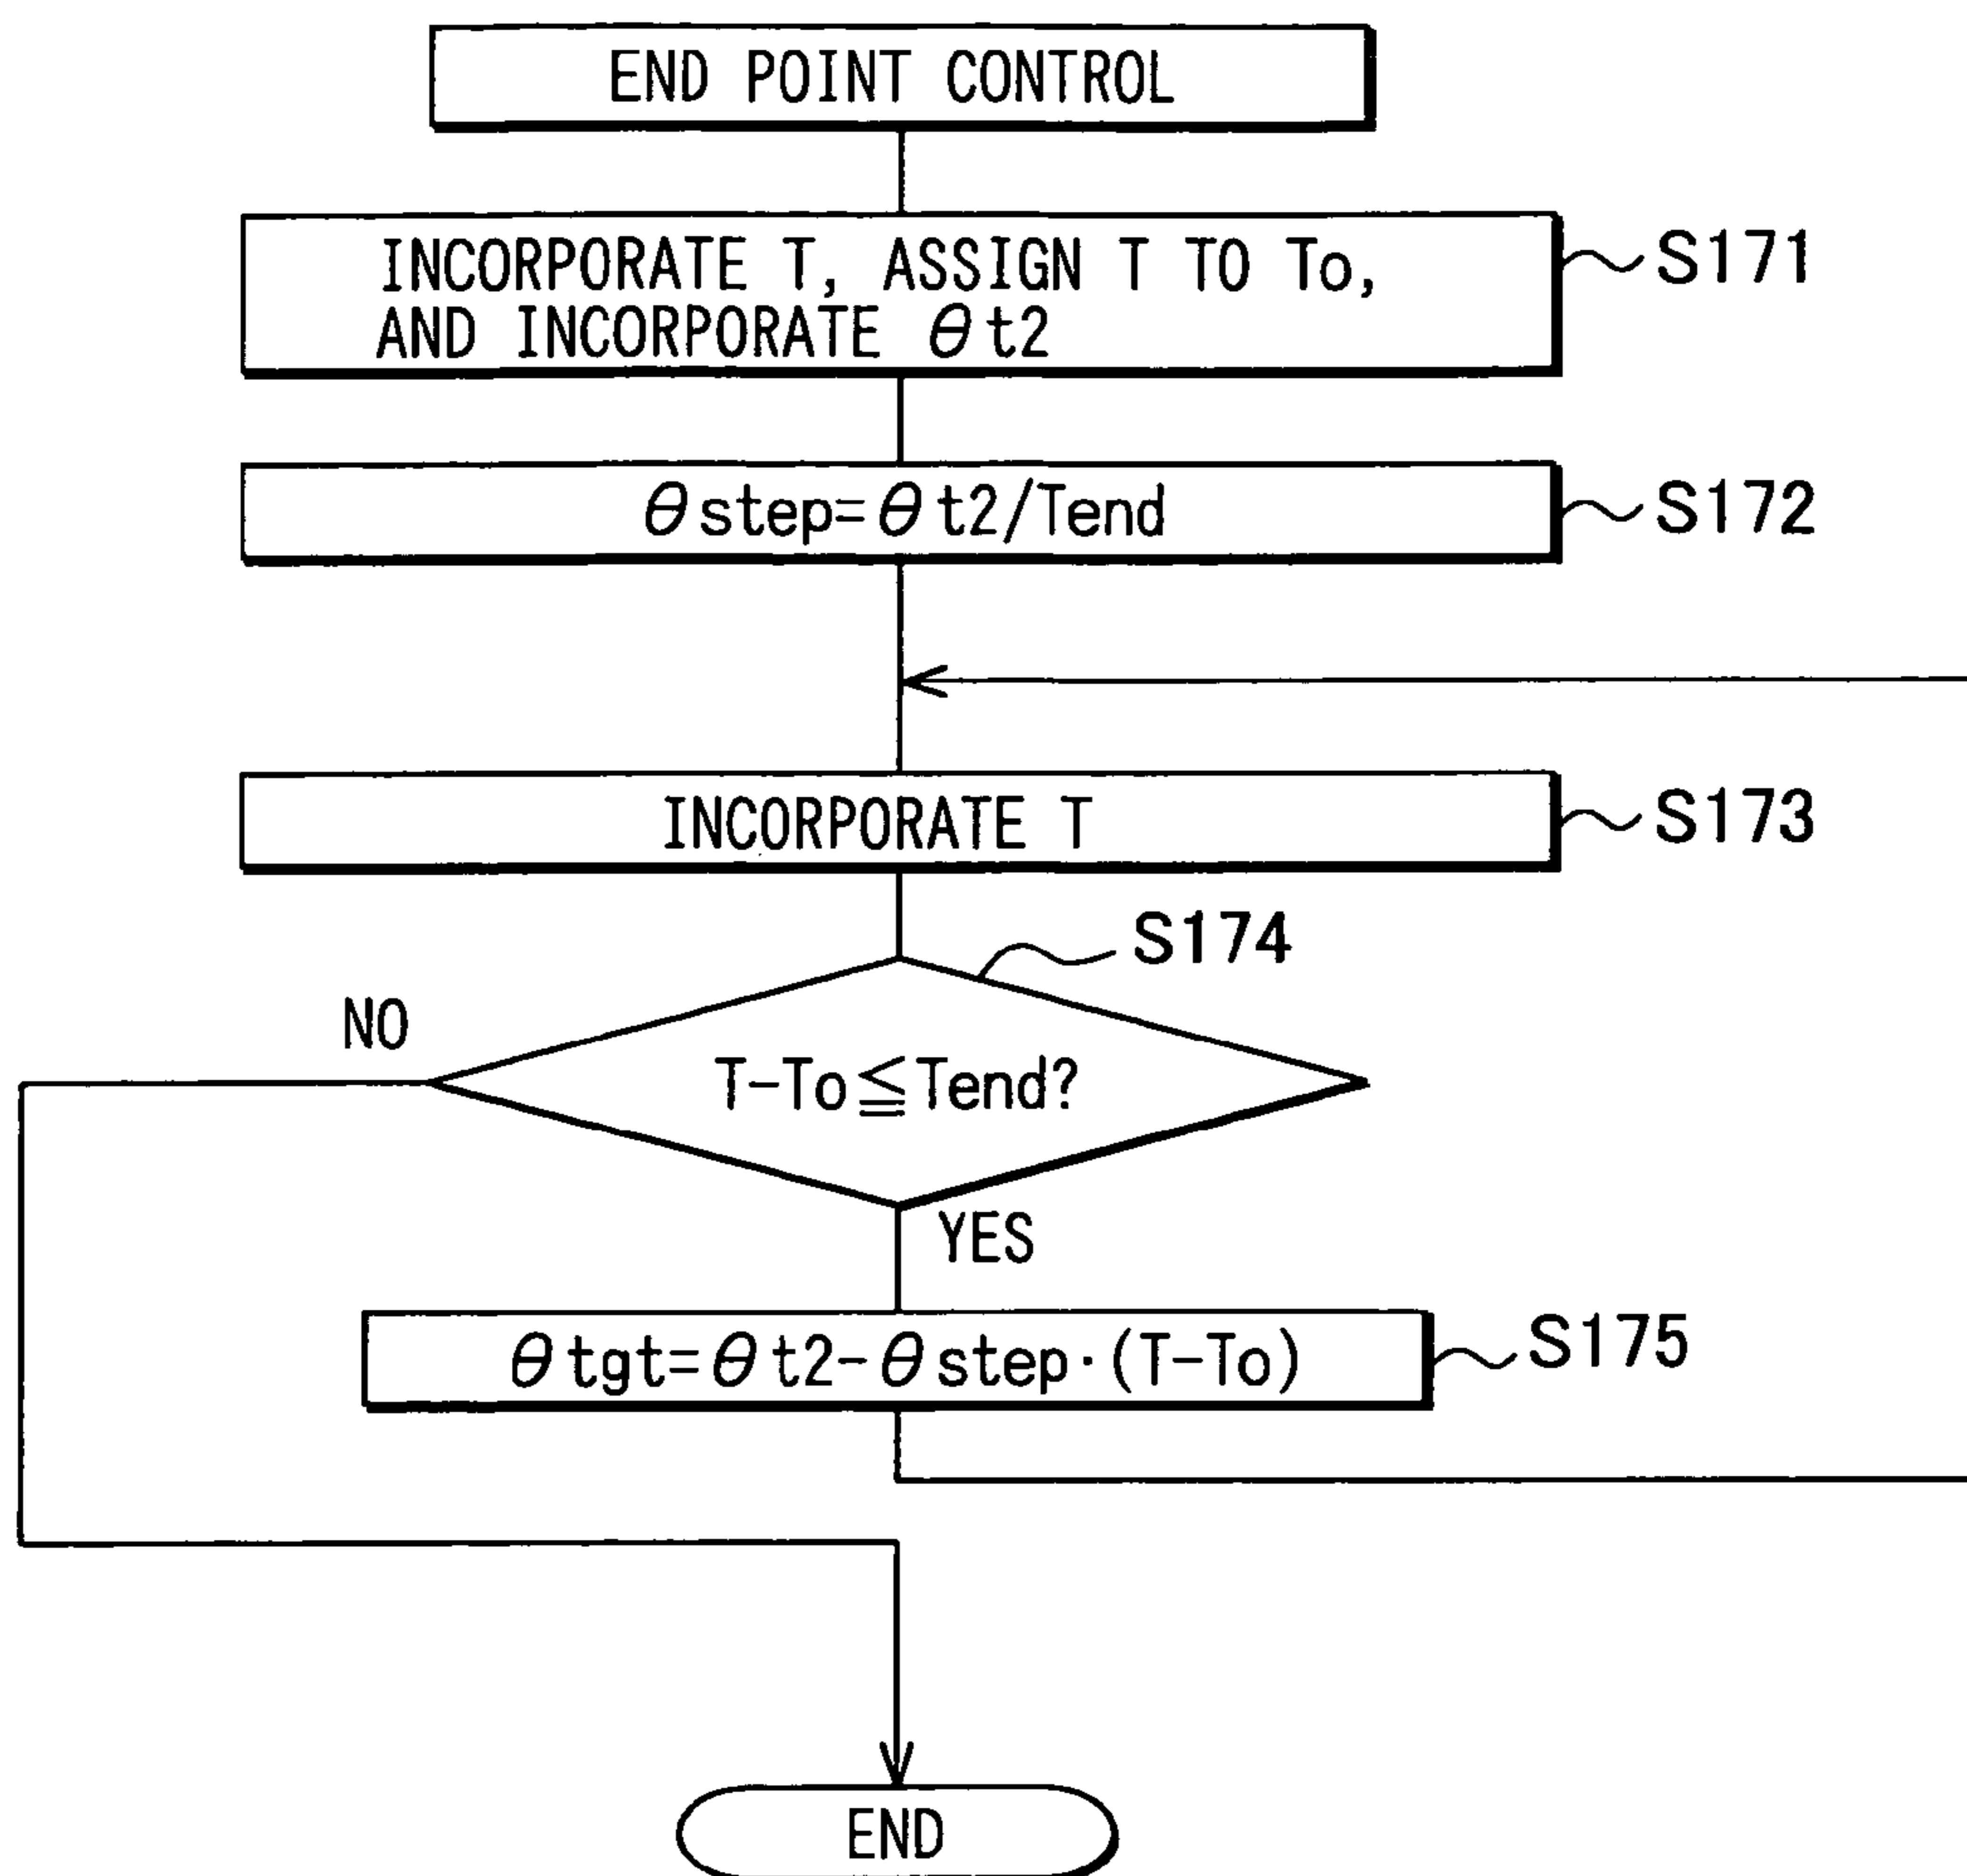 END POINT CONTROL
INCORPORATE T, ASSIGN T TO To,
AND INCORPORATE θt2
S171
θstep=θt2/Tend
S172
INCORPORATE T
S173
S174
NO
T-To≦Tend?
YES
θtgt=θt2-θstep·(T-To)
S175
END